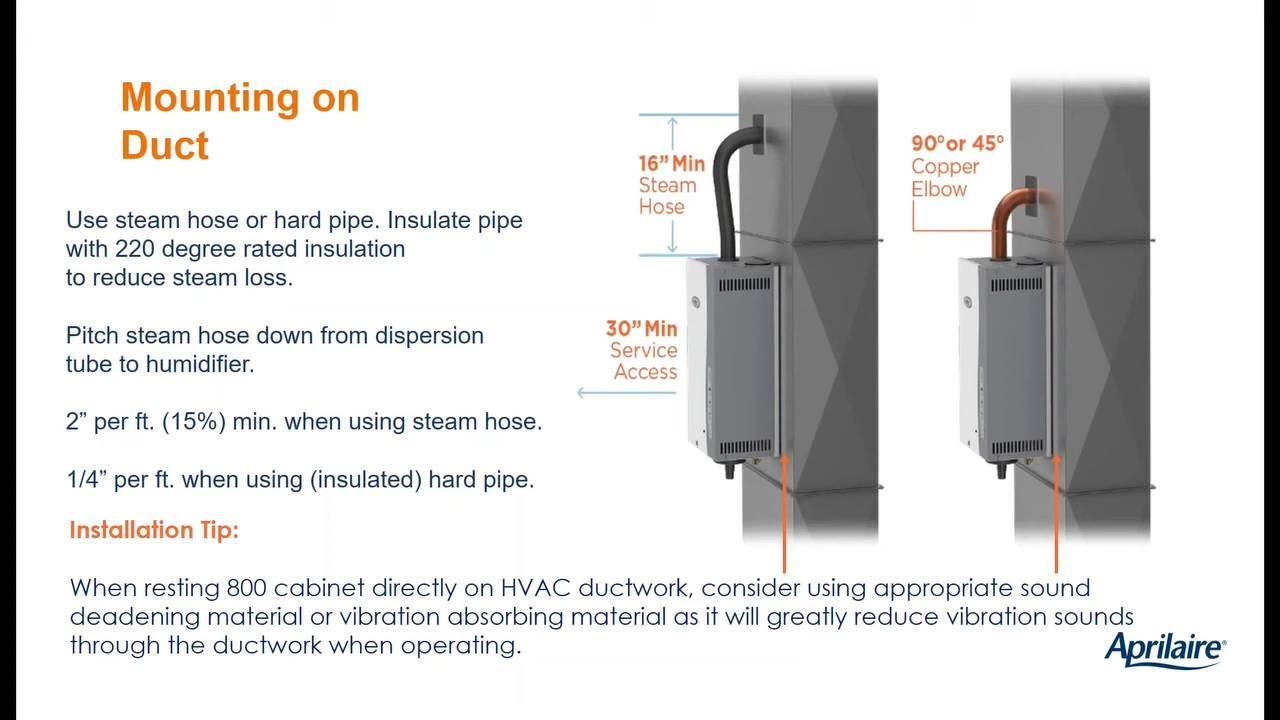 Mounting on
Duct
Use steam hose or hard pipe. Insulate pipe
with 220 degree rated insulation
to reduce steam loss.
Pitch steam hose down from dispersion
tube to humidifier.
2” per ft. (15%) min. when using steam hose.
1/4” per ft. when using (insulated) hard pipe.
16” Min
Steam
Hose
30” Min
Service
Access
90° or 45°
Copper
Elbow
Installation Tip:
When resting 800 cabinet directly on HVAC ductwork, consider using appropriate sound
deadening material or vibration absorbing material as it will greatly reduce vibration sounds
through the ductwork when operating.
Aprilaire®